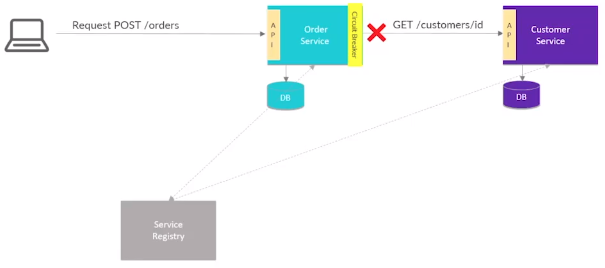 Request POST /orders
API
Order
Service
Circuit Breaker
GET /customers/id
API
Customer
Service
DB
DB
Service
Registry